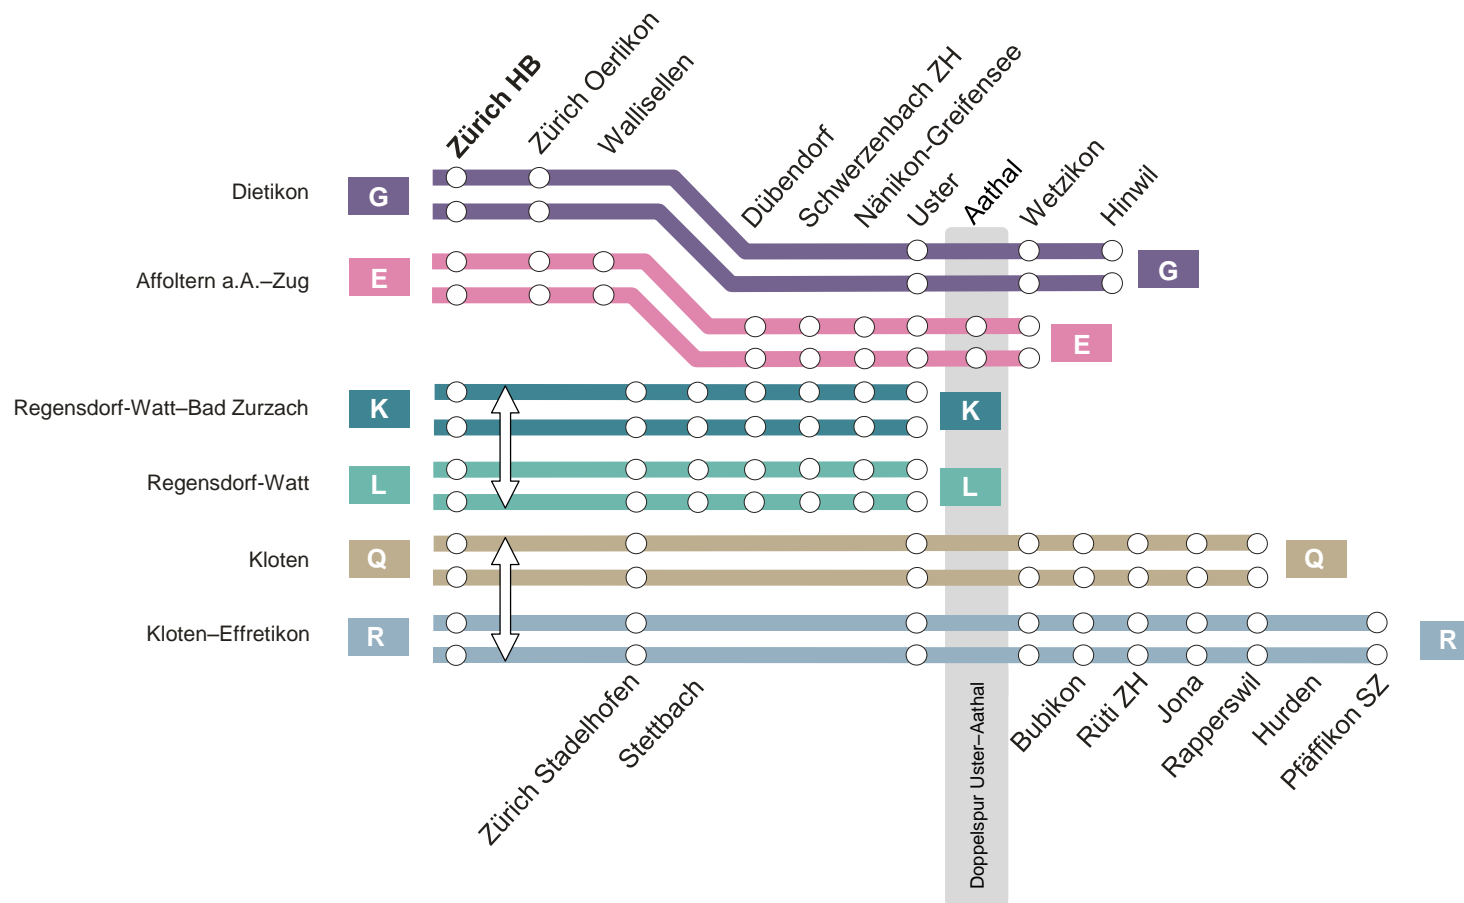 Zürich HB
Zürich Oerlikon
Wallisellen
Dübendorf
Schwerzenbach ZH
Nänikon-Greifensee
Uster
Aathal
Wetzikon
Hinwil
Dietikon
G
G
Affoltern a.A.–Zug
E
E
Regensdorf-Watt–Bad Zurzach
K
K
Regensdorf-Watt
L
L
Kloten
Q
Q
Kloten–Effretikon
R
R
Zürich Stadelhofen
Stettbach
Doppelspur Uster–Aathal
Bubikon
Rüti ZH
Jona
Rapperswil
Hurden
Pfäffikon SZ